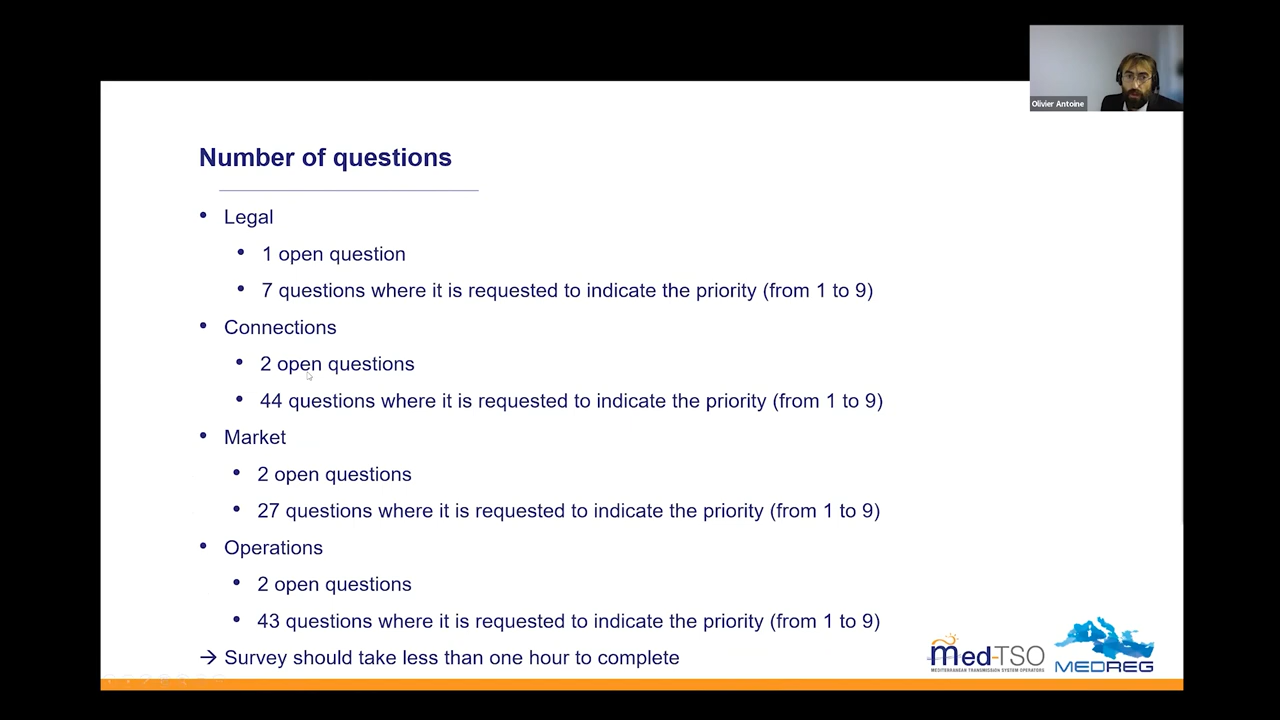 Olivier Antoine
Number of questions
• Legal
• 1 open question
• 7 questions where it is requested to indicate the priority (from 1 to 9)
• Connections
• 2 open questions
• 44 questions where it is requested to indicate the priority (from 1 to 9)
• Market
• 2 open questions
• 27 questions where it is requested to indicate the priority (from 1 to 9)
• Operations
• 2 open questions
• 43 questions where it is requested to indicate the priority (from 1 to 9)
→ Survey should take less than one hour to complete
Med-TSO
MEDITERRANEAN TRANSMISSION SYSTEM OPERATORS
MEDREG